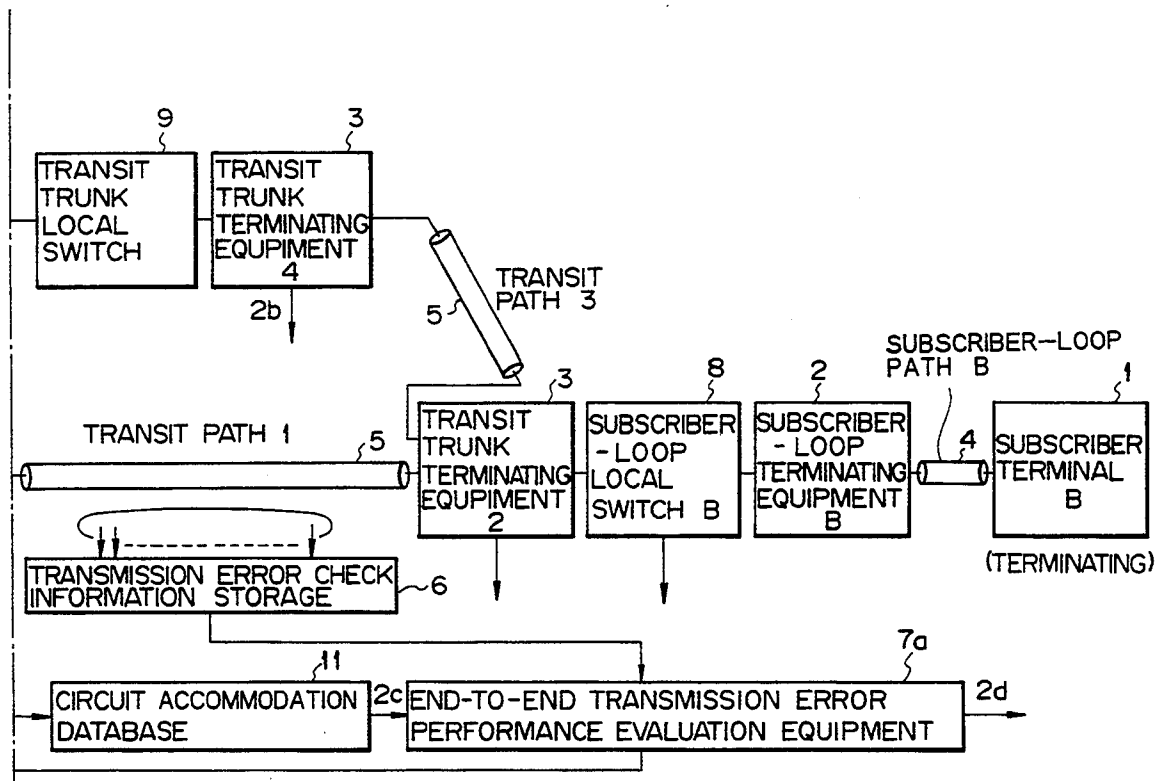 9
TRANSIT
TRUNK
LOCAL
SWITCH
3
TRANSIT
TRUNK
TERMINATING
EQUPIMENT
4
2b
5
TRANSIT
PATH 3
TRANSIT PATH 1
5
3
TRANSIT
TRUNK
TERMINATING
EQUPIMENT
2
8
SUBSCRIBER
-LOOP
LOCAL
SWITCH B
2
SUBSCRIBER
-LOOP
TERMINATING
EQUIPMENT
B
SUBSCRIBER-LOOP
PATH B
4
1
SUBSCRIBER
TERMINAL
B
(TERMINATING)
TRANSMISSION ERROR CHECK
INFORMATION STORAGE
6
11
CIRCUIT ACCOMMODATION
DATABASE
2c
7a
END-TO-END TRANSMISSION ERROR
PERFORMANCE EVALUATION EQUIPMENT
2d